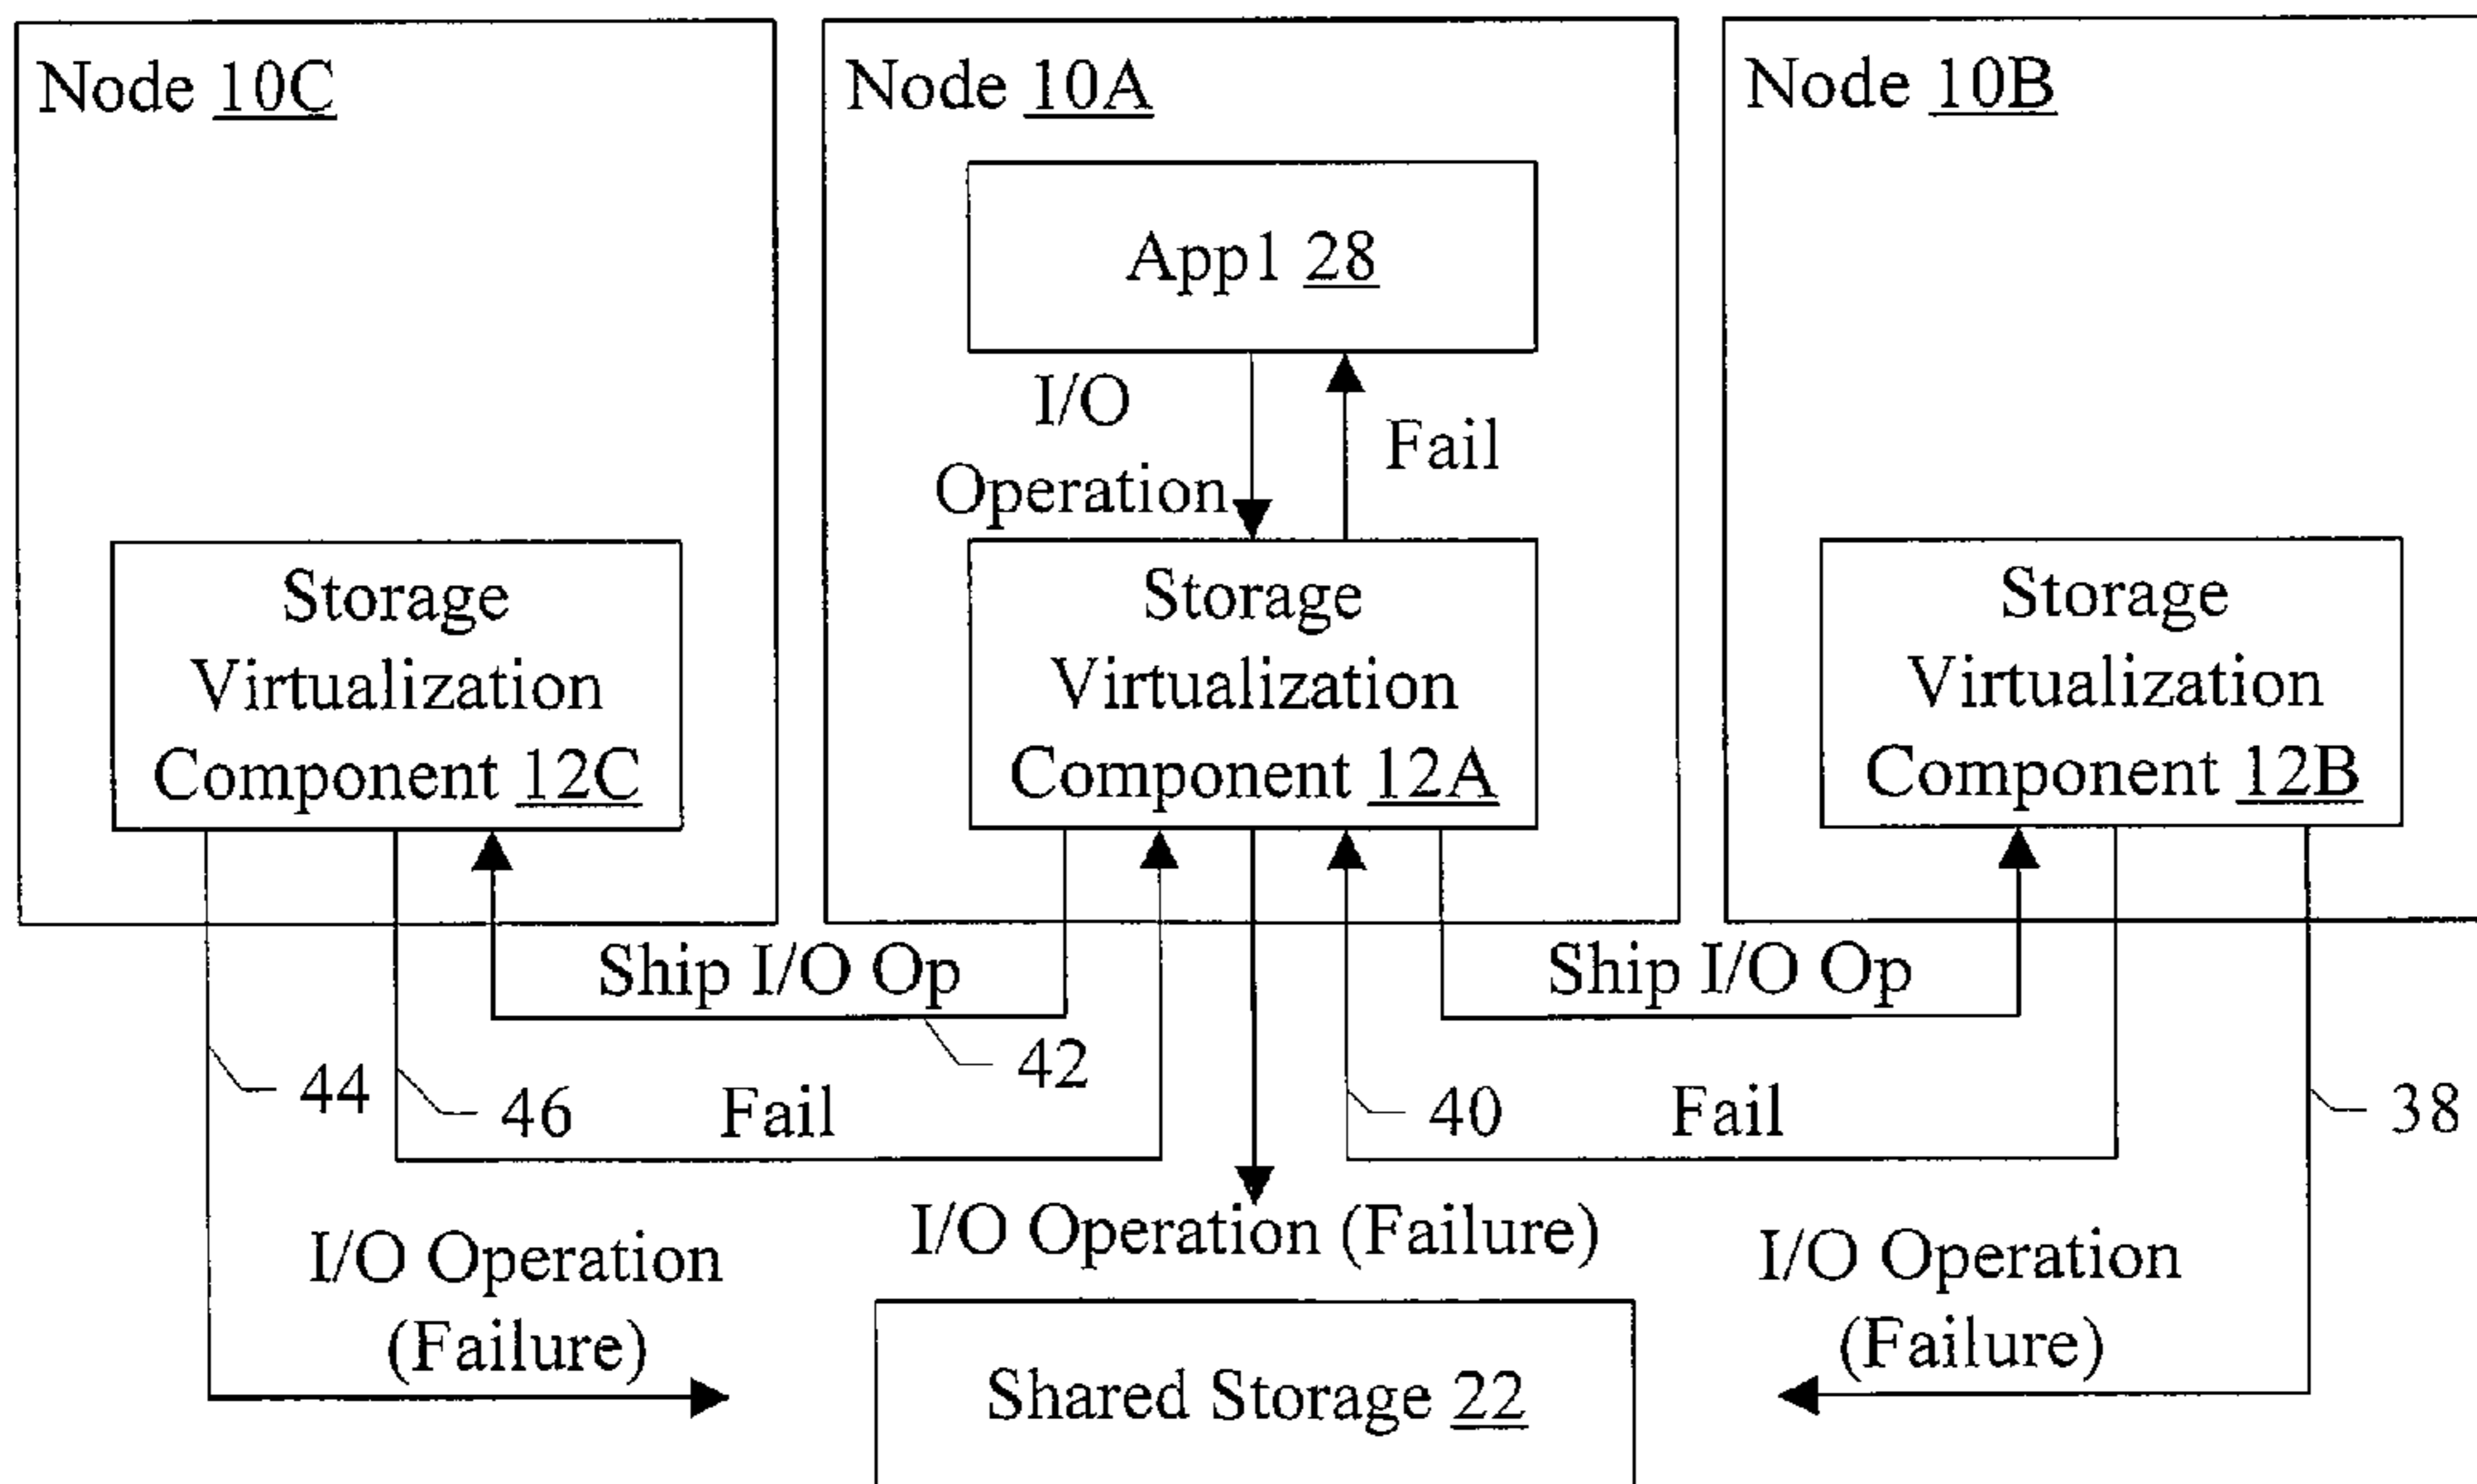 Node 10C
Node 10A
Node 10B
App1 28
I/O
Operation
Fail
Storage
Virtualization
Component 12C
Storage
Virtualization
Component 12A
Storage
Virtualization
Component 12B
Ship I/O Op
Ship I/O Op
42
44
46
Fail
40
Fail
38
I/O Operation
(Failure)
I/O Operation (Failure)
I/O Operation
(Failure)
Shared Storage 22